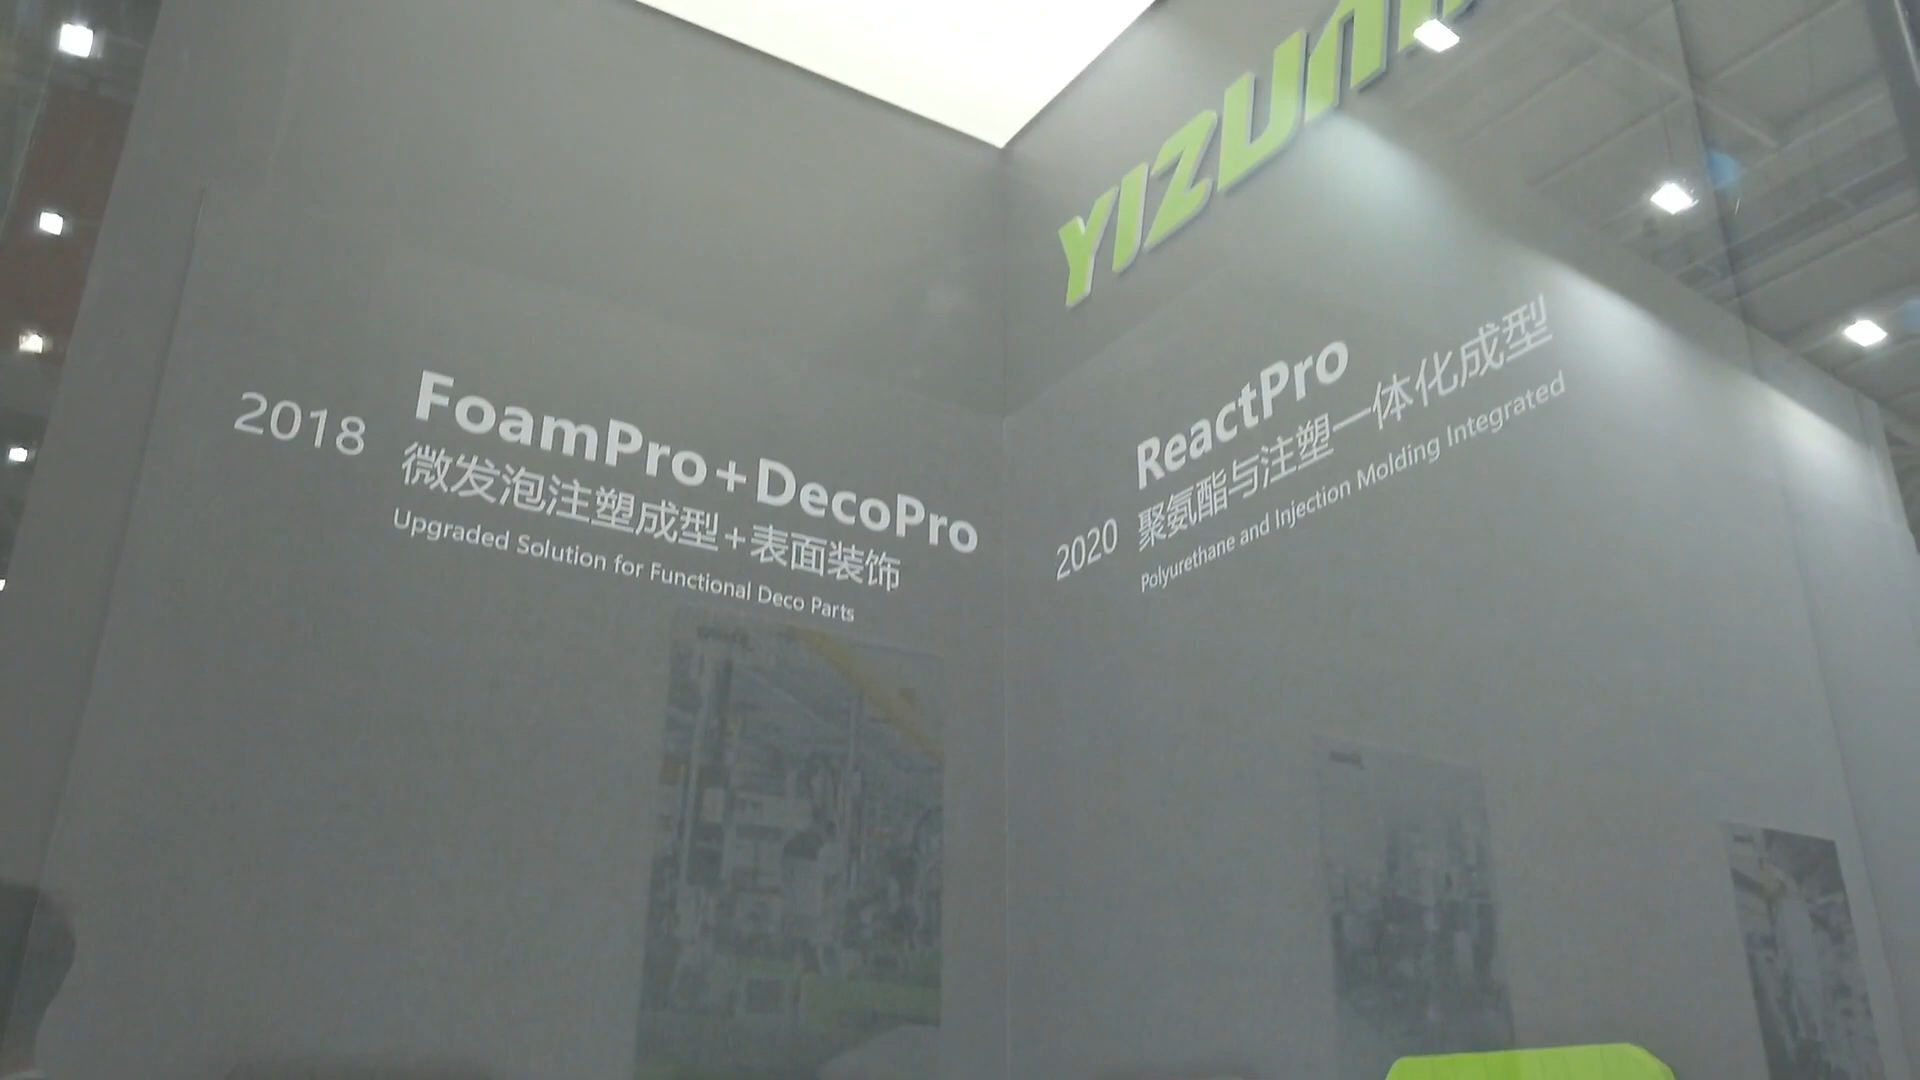 YIZUMI
2018
FoamPro+DecoPro
微发泡注塑成型+表面装饰
Upgraded Solution for Functional Deco Parts
2020
ReactPro
聚氨酯与注塑一体化成型
Polyurethane and Injection Molding Integrated